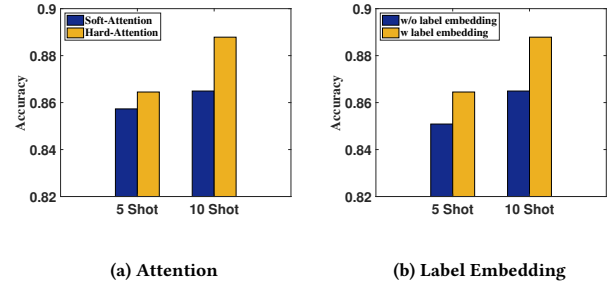 0.9
0.88
0.86
0.84
0.82
Accuracy
Soft-Attention
Hard-Attention
5 Shot
10 Shot
(a) Attention
0.9
0.88
0.86
0.84
0.82
Accuracy
w/o label embedding
w label embedding
5 Shot
10 Shot
(b) Label Embedding